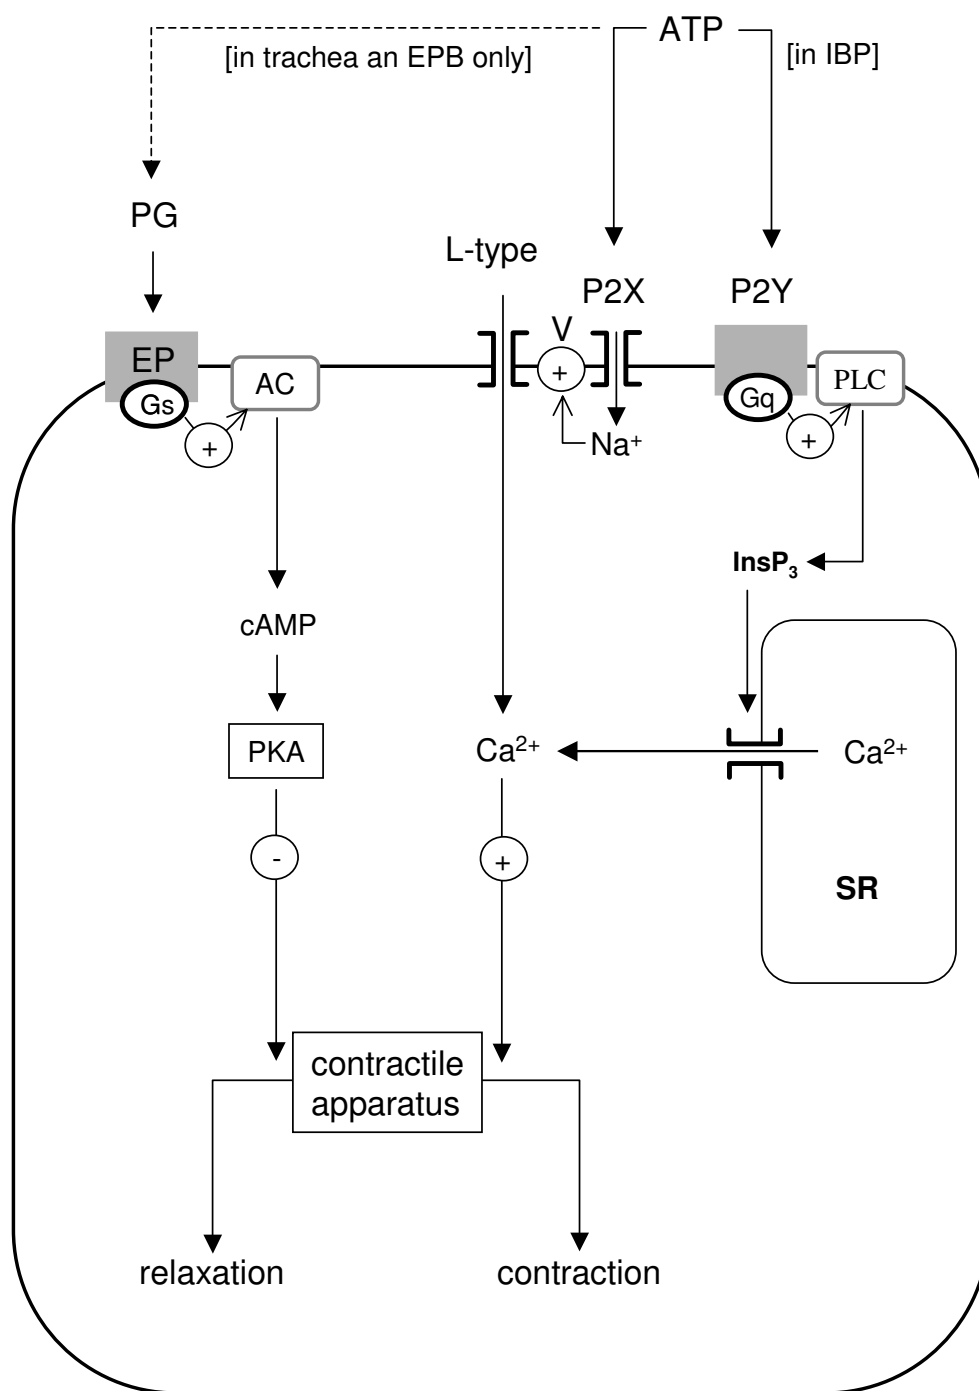 ATP
[in trachea an EPB only]
[in IBP]
PG
L-type
P2X
P2Y
V
EP
AC
+
PLC
Gs
Gq
+
Na⁺
+
InsP₃
cAMP
PKA
Ca²⁺
Ca²⁺
-
+
SR
contractile
apparatus
relaxation
contraction